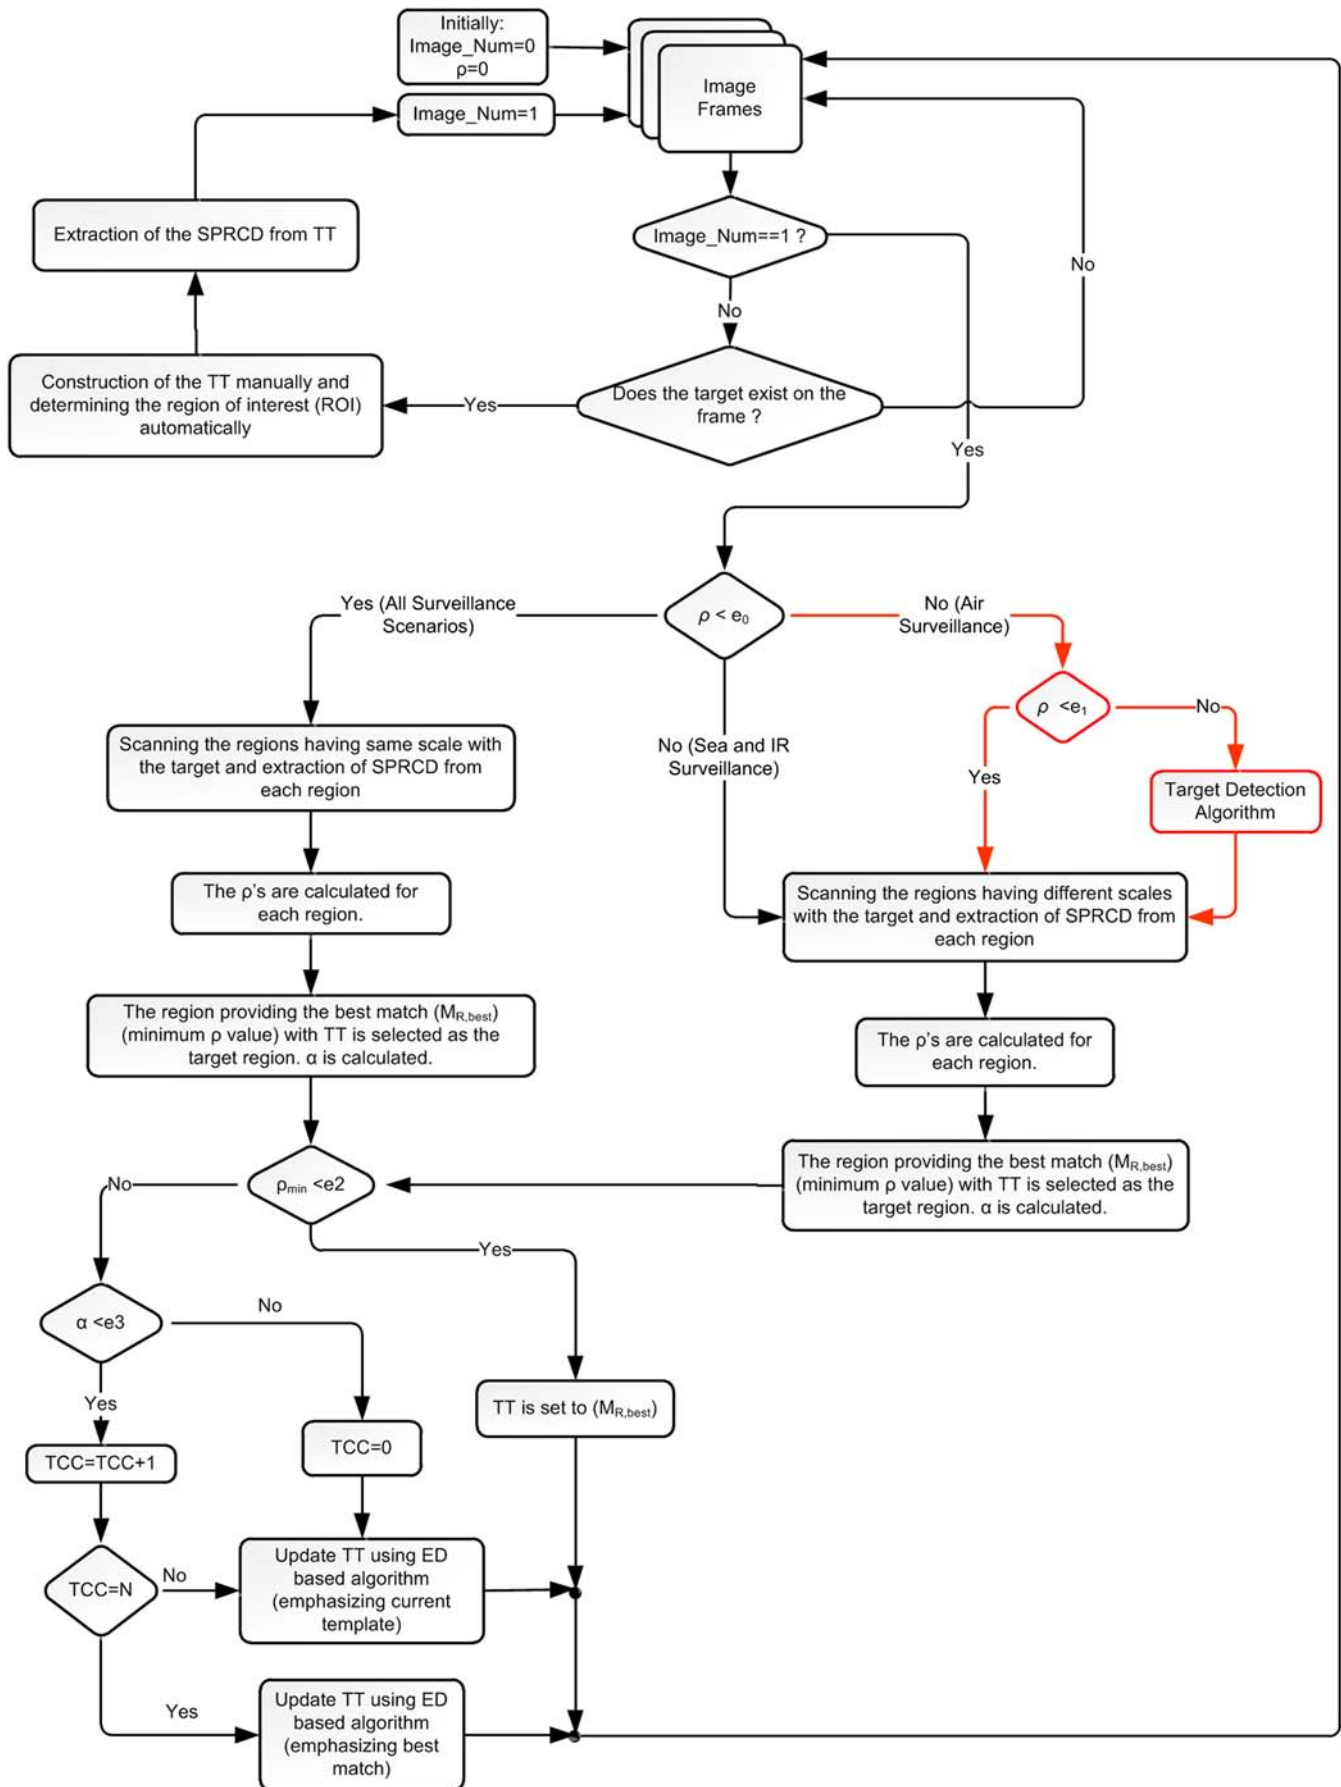 Initially:
Image_Num=0
ρ=0
Image_Num=1
Image
Frames
Extraction of the SPRCD from TT
Image_Num==1 ?
No
No
Construction of the TT manually and
determining the region of interest (ROI)
automatically
Yes
Does the target exist on the
frame ?
Yes
Yes (All Surveillance
Scenarios)
ρ < e₀
No (Air
Surveillance)
ρ <e₁
No
No (Sea and IR
Surveillance)
Yes
Target Detection
Algorithm
Scanning the regions having same scale with
the target and extraction of SPRCD from
each region
The ρ's are calculated for
each region.
Scanning the regions having different scales
with the target and extraction of SPRCD from
each region
The region providing the best match (M_R,best)
(minimum ρ value) with TT is selected as the
target region. α is calculated.
The ρ's are calculated for
each region.
The region providing the best match (M_R,best)
(minimum ρ value) with TT is selected as the
target region. α is calculated.
No
ρmin <e2
Yes
α <e3
No
Yes
TT is set to (M_R,best)
TCC=TCC+1
TCC=0
TCC=N
No
Update TT using ED
based algorithm
(emphasizing current
template)
Yes
Update TT using ED
based algorithm
(emphasizing best
match)